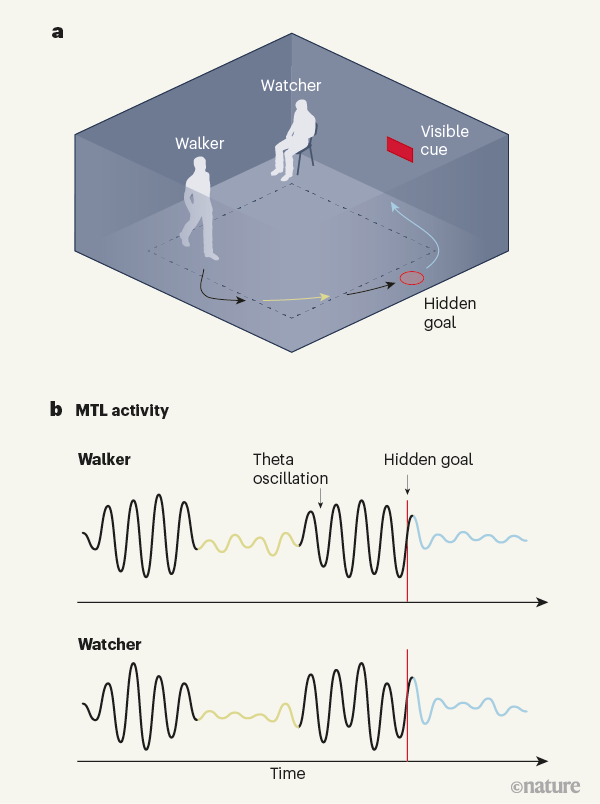 a
Watcher
Walker
Visible
cue
Hidden
goal
b MTL activity
Walker
Theta
oscillation
Hidden goal
Watcher
Time
©nature